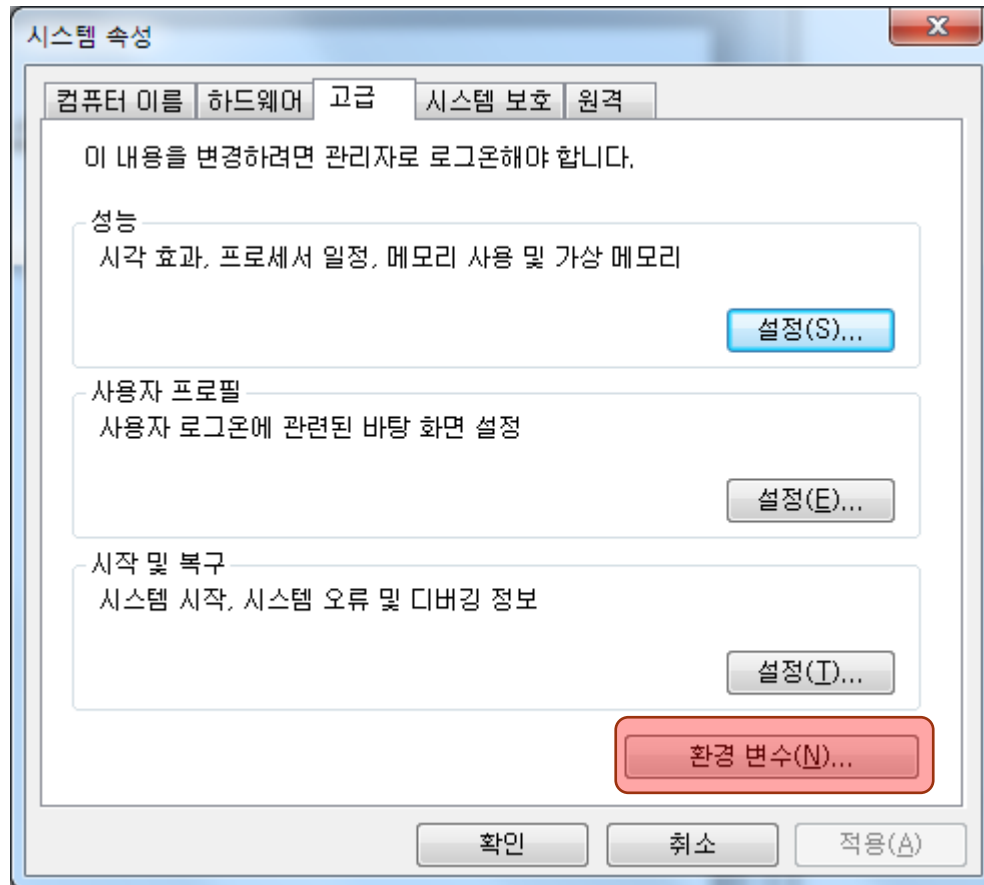 시스템 속성
컴퓨터 이름
하드웨어
고급
시스템 보호
원격
이 내용을 변경하려면 관리자로 로그온해야 합니다.
성능
시각 효과, 프로세서 일정, 메모리 사용 및 가상 메모리
설정(S)...
사용자 프로필
사용자 로그온에 관련된 바탕 화면 설정
설정(E)...
시작 및 복구
시스템 시작, 시스템 오류 및 디버깅 정보
설정(T)...
환경 변수(N)...
확인
취소
적용(A)